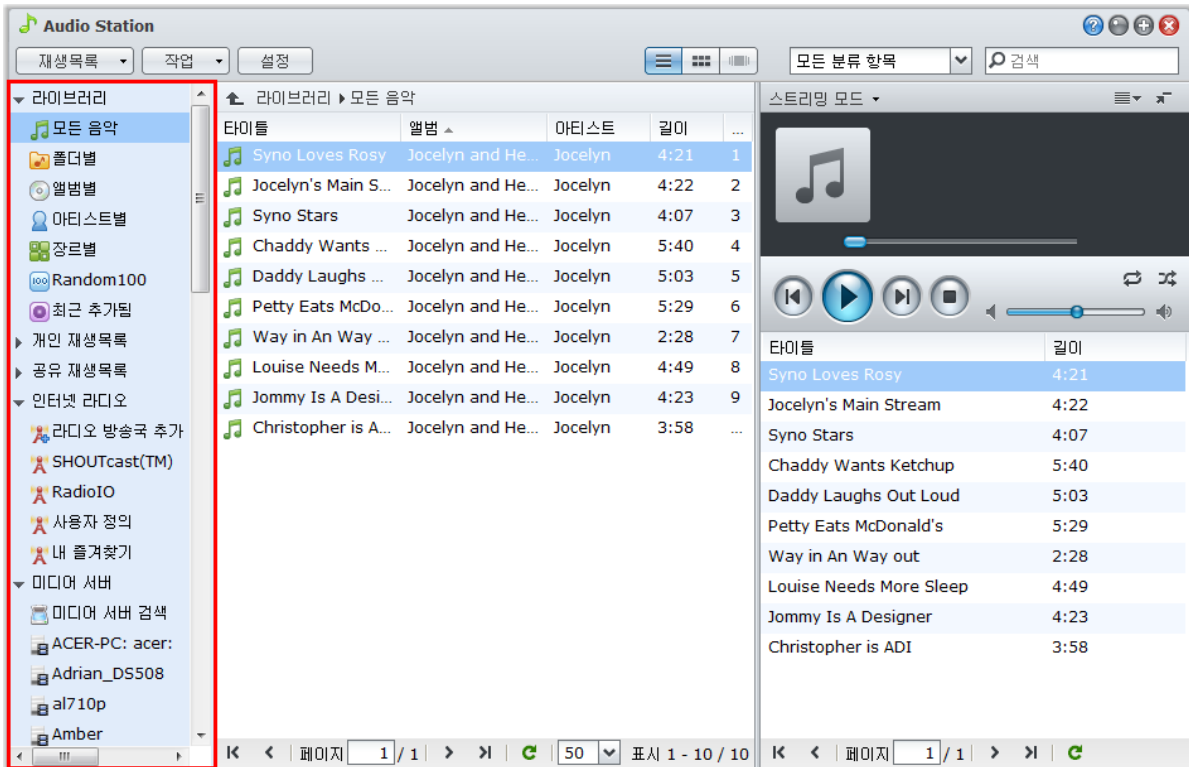 Audio Station
재생목록 작업 설정 모든 분류 항목 검색
라이브러리
모든 음악
폴더별
앨범별
아티스트별
장르별
100 Random100
최근 추가됨
개인 재생목록
공유 재생목록
인터넷 라디오
라디오 방송국 추가
SHOUTcast(TM)
RadioIO
사용자 정의
내 즐겨찾기
미디어 서버
미디어 서버 검색
ACER-PC: acer:
Adrian_DS508
al710p
Amber
라이브러리 모든 음악
타이틀 앨범 아티스트 길이 ...
Syno Loves Rosy Jocelyn and He... Jocelyn 4:21 1
Jocelyn's Main S... Jocelyn and He... Jocelyn 4:22 2
Syno Stars Jocelyn and He... Jocelyn 4:07 3
Chaddy Wants ... Jocelyn and He... Jocelyn 5:40 4
Daddy Laughs ... Jocelyn and He... Jocelyn 5:03 5
Petty Eats McDo... Jocelyn and He... Jocelyn 5:29 6
Way in An Way ... Jocelyn and He... Jocelyn 2:28 7
Louise Needs M... Jocelyn and He... Jocelyn 4:49 8
Jommy Is A Desi... Jocelyn and He... Jocelyn 4:23 9
Christopher is A... Jocelyn and He... Jocelyn 3:58 ...
페이지 1 / 1 50 표시 1 - 10 / 10
스트리밍 모드
타이틀 길이
Syno Loves Rosy 4:21
Jocelyn's Main Stream 4:22
Syno Stars 4:07
Chaddy Wants Ketchup 5:40
Daddy Laughs Out Loud 5:03
Petty Eats McDonald's 5:29
Way in An Way out 2:28
Louise Needs More Sleep 4:49
Jommy Is A Designer 4:23
Christopher is ADI 3:58
페이지 1 / 1